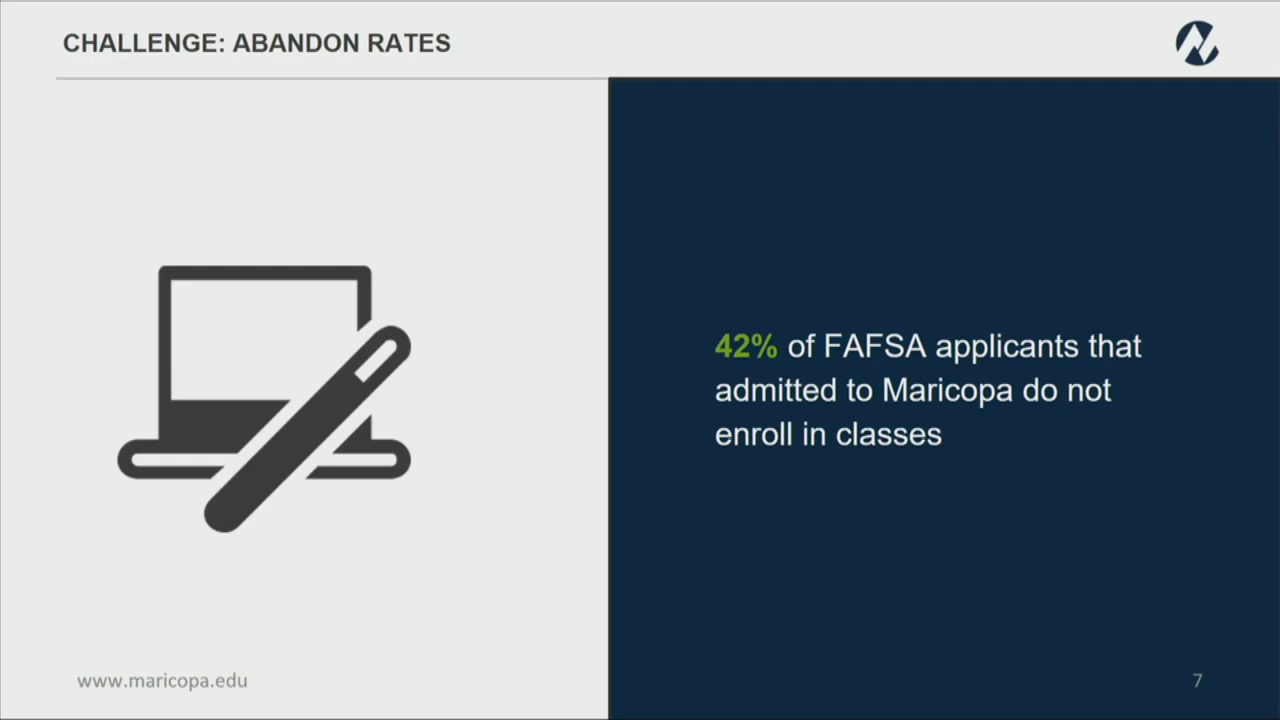 CHALLENGE: ABANDON RATES
42% of FAFSA applicants that
admitted to Maricopa do not
enroll in classes
www.maricopa.edu
7